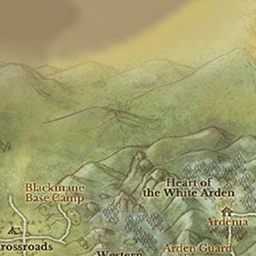 Blackmane
Base Camp
Heart of
the White Arden
Ardenia
rossroads
Western
Arden Guard